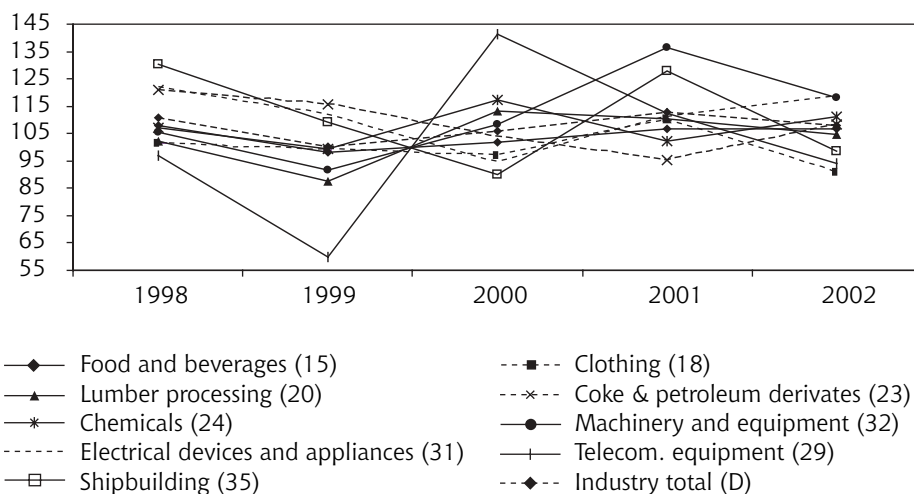 145
135
125
115
105
95
85
75
65
55
1998 1999 2000 2001 2002
Food and beverages (15) Clothing (18)
Lumber processing (20) Coke & petroleum derivates (23)
Chemicals (24) Machinery and equipment (32)
Electrical devices and appliances (31) Telecom. equipment (29)
Shipbuilding (35) Industry total (D)